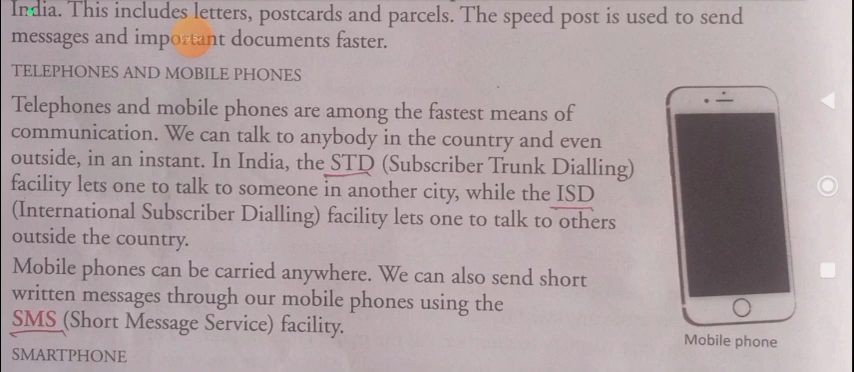 India. This includes letters, postcards and parcels. The speed post is used to send
messages and important documents faster.
TELEPHONES AND MOBILE PHONES
Telephones and mobile phones are among the fastest means of
communication. We can talk to anybody in the country and even
outside, in an instant. In India, the STD (Subscriber Trunk Dialling)
facility lets one to talk to someone in another city, while the ISD
(International Subscriber Dialling) facility lets one to talk to others
outside the country.
Mobile phones can be carried anywhere. We can also send short
written messages through our mobile phones using the
SMS (Short Message Service) facility.
Mobile phone
SMARTPHONE